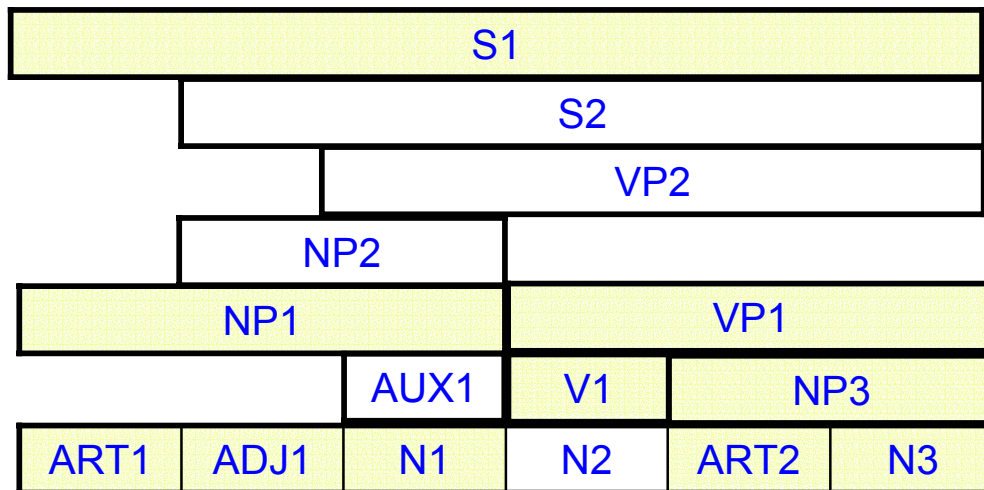 S1
S2
VP2
NP2
NP1 VP1
AUX1 V1 NP3
ART1 ADJ1 N1 N2 ART2 N3